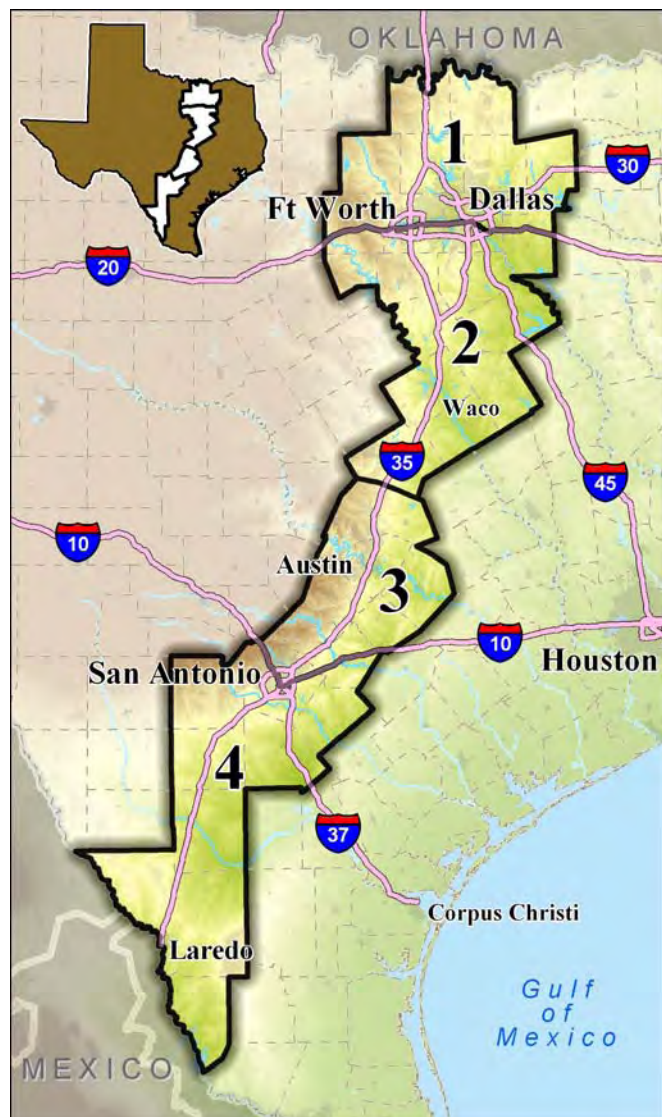 OKLAHOMA
1
30
Ft Worth
Dallas
20
2
Waco
35
45
10
Austin
3
10
San Antonio
Houston
4
37
Corpus Christi
Laredo
Gulf
of
Mexico
MEXICO